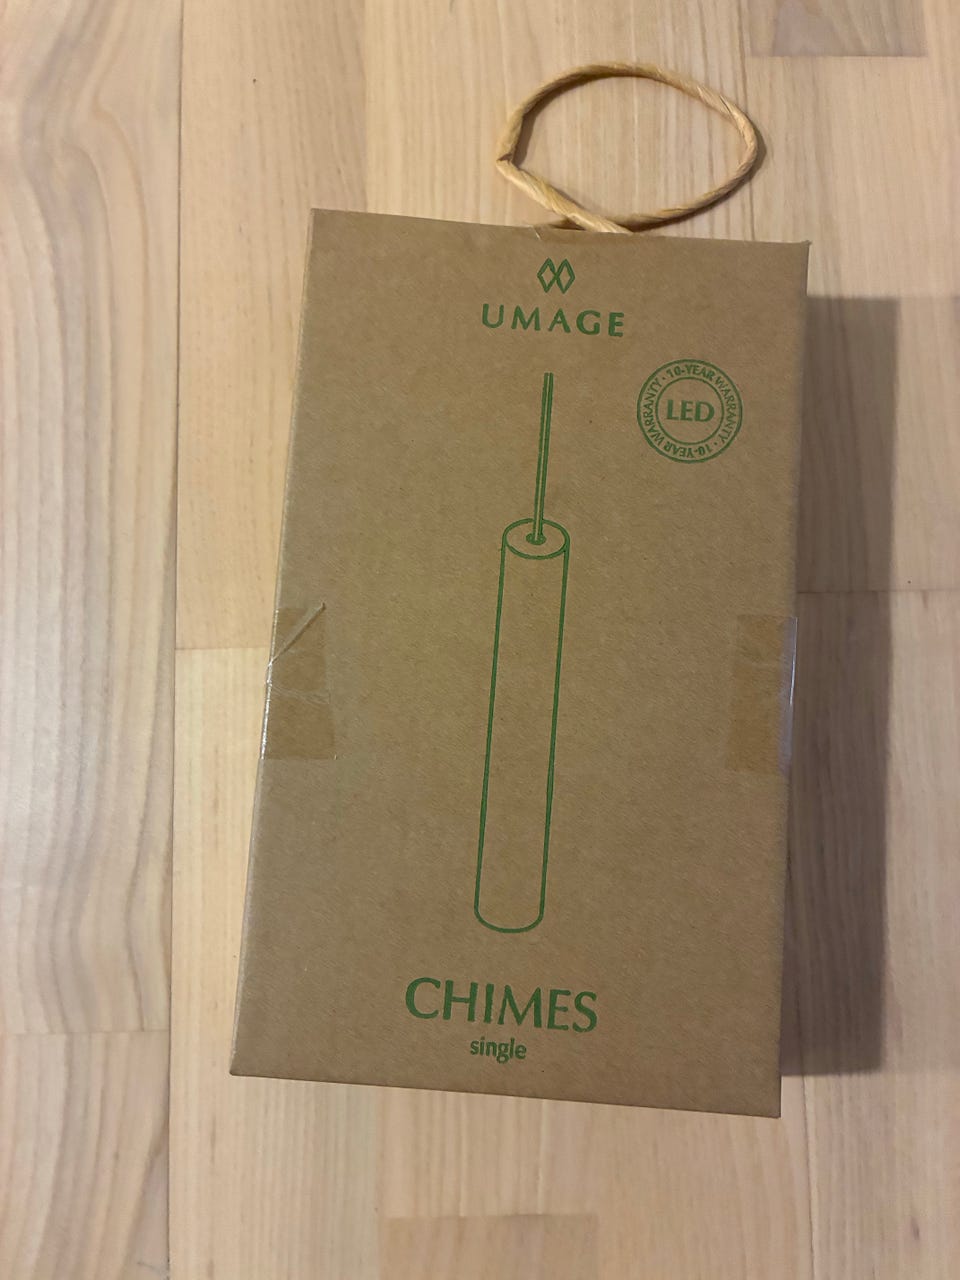 UMAGE
10-YEAR WARRANTY · 10-YEAR WARRANTY ·
LED
CHIMES
single